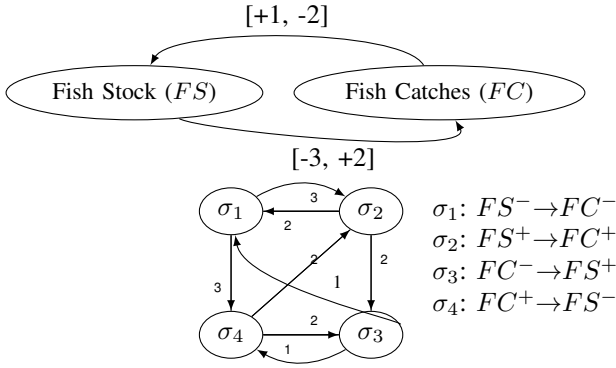 [+1, -2]
Fish Stock (FS) Fish Catches (FC)
[-3, +2]
3
σ1 σ2 σ1: FS⁻→FC⁻
2
σ2: FS⁺→FC⁺
2 2
1 σ3: FC⁻→FS⁺
3
σ4: FC⁺→FS⁻
2
σ4 σ3
1